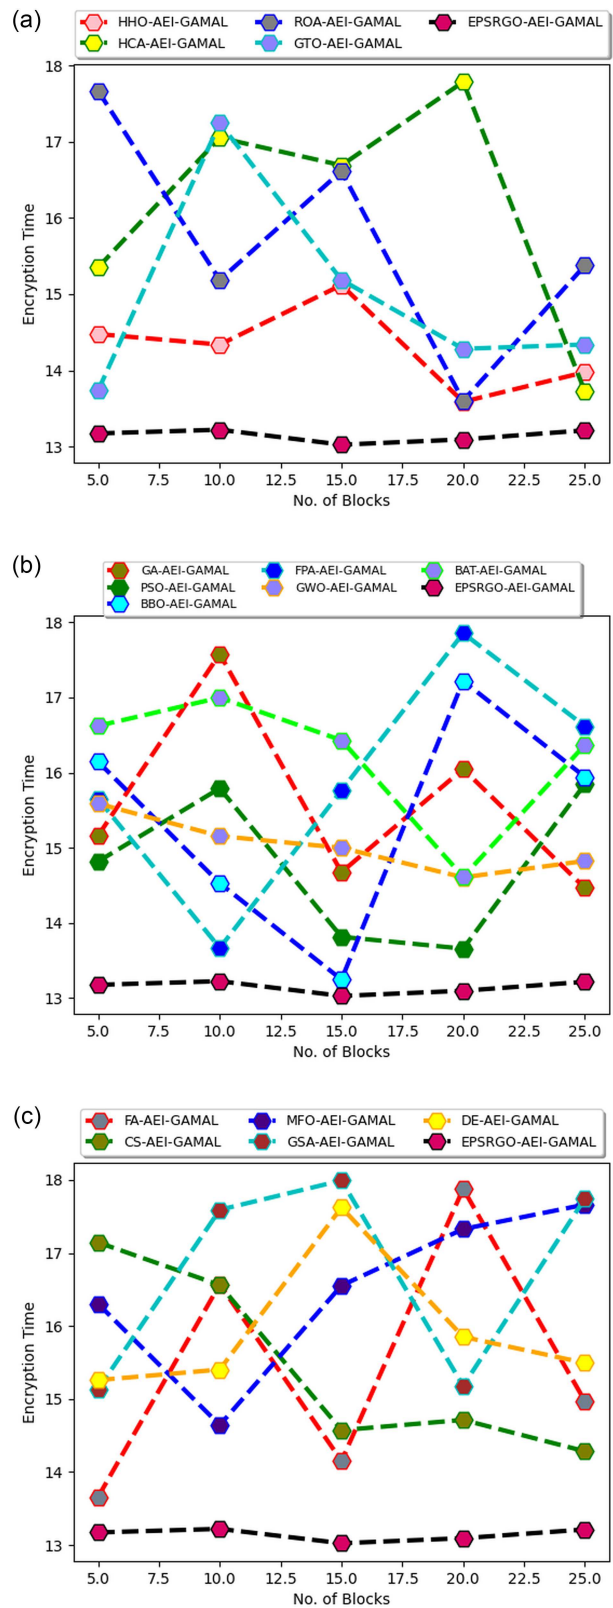 (a)
HHO-AEI-GAMAL ROA-AEI-GAMAL EPSRGO-AEI-GAMAL
HCA-AEI-GAMAL GTO-AEI-GAMAL
18
17
16
15
14
13
Encryption Time
5.0 7.5 10.0 12.5 15.0 17.5 20.0 22.5 25.0
No. of Blocks
(b)
GA-AEI-GAMAL FPA-AEI-GAMAL BAT-AEI-GAMAL
PSO-AEI-GAMAL GWO-AEI-GAMAL EPSRGO-AEI-GAMAL
BBO-AEI-GAMAL
18
17
16
15
14
13
Encryption Time
5.0 7.5 10.0 12.5 15.0 17.5 20.0 22.5 25.0
No. of Blocks
(c)
FA-AEI-GAMAL MFO-AEI-GAMAL DE-AEI-GAMAL
CS-AEI-GAMAL GSA-AEI-GAMAL EPSRGO-AEI-GAMAL
18
17
16
15
14
13
Encryption Time
5.0 7.5 10.0 12.5 15.0 17.5 20.0 22.5 25.0
No. of Blocks